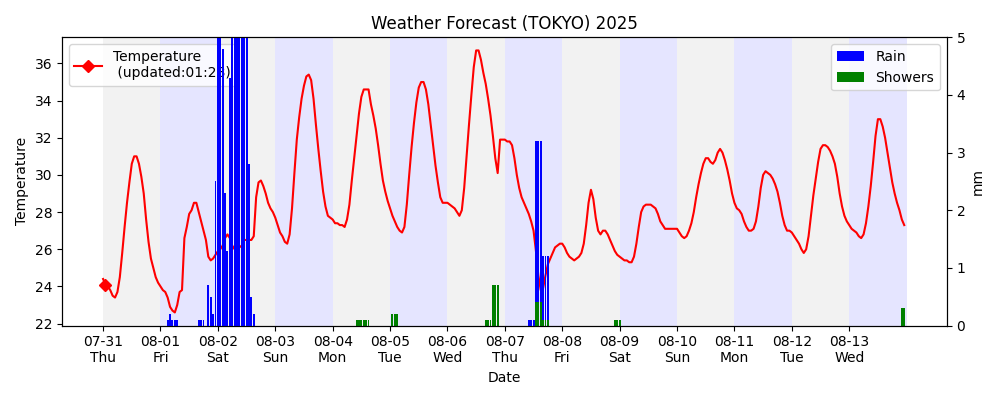 Weather Forecast (TOKYO) 2025
Temperature
(updated:01:28)
Rain
Showers
Temperature
36
34
32
30
28
26
24
22
5
4
3
2
1
0
mm
07-31 08-01 08-02 08-03 08-04 08-05 08-06 08-07 08-08 08-09 08-10 08-11 08-12 08-13
Thu Fri Sat Sun Mon Tue Wed Thu Fri Sat Sun Mon Tue Wed
Date